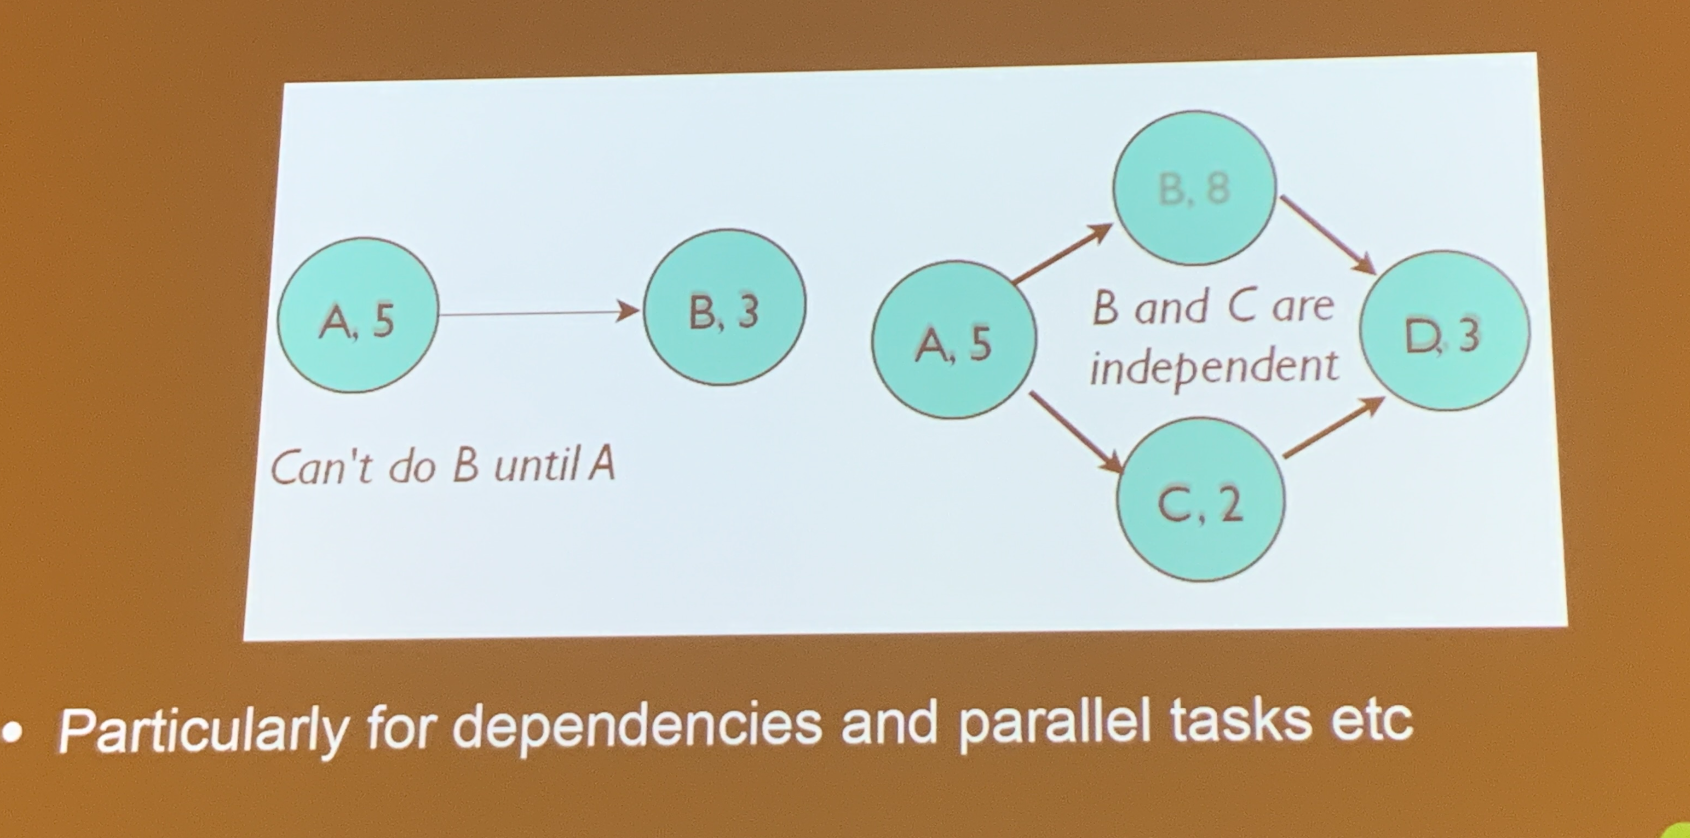 A, 5
B, 3
Can't do B until A
A, 5
B, 8
B and C are
independent
C, 2
D, 3
• Particularly for dependencies and parallel tasks etc